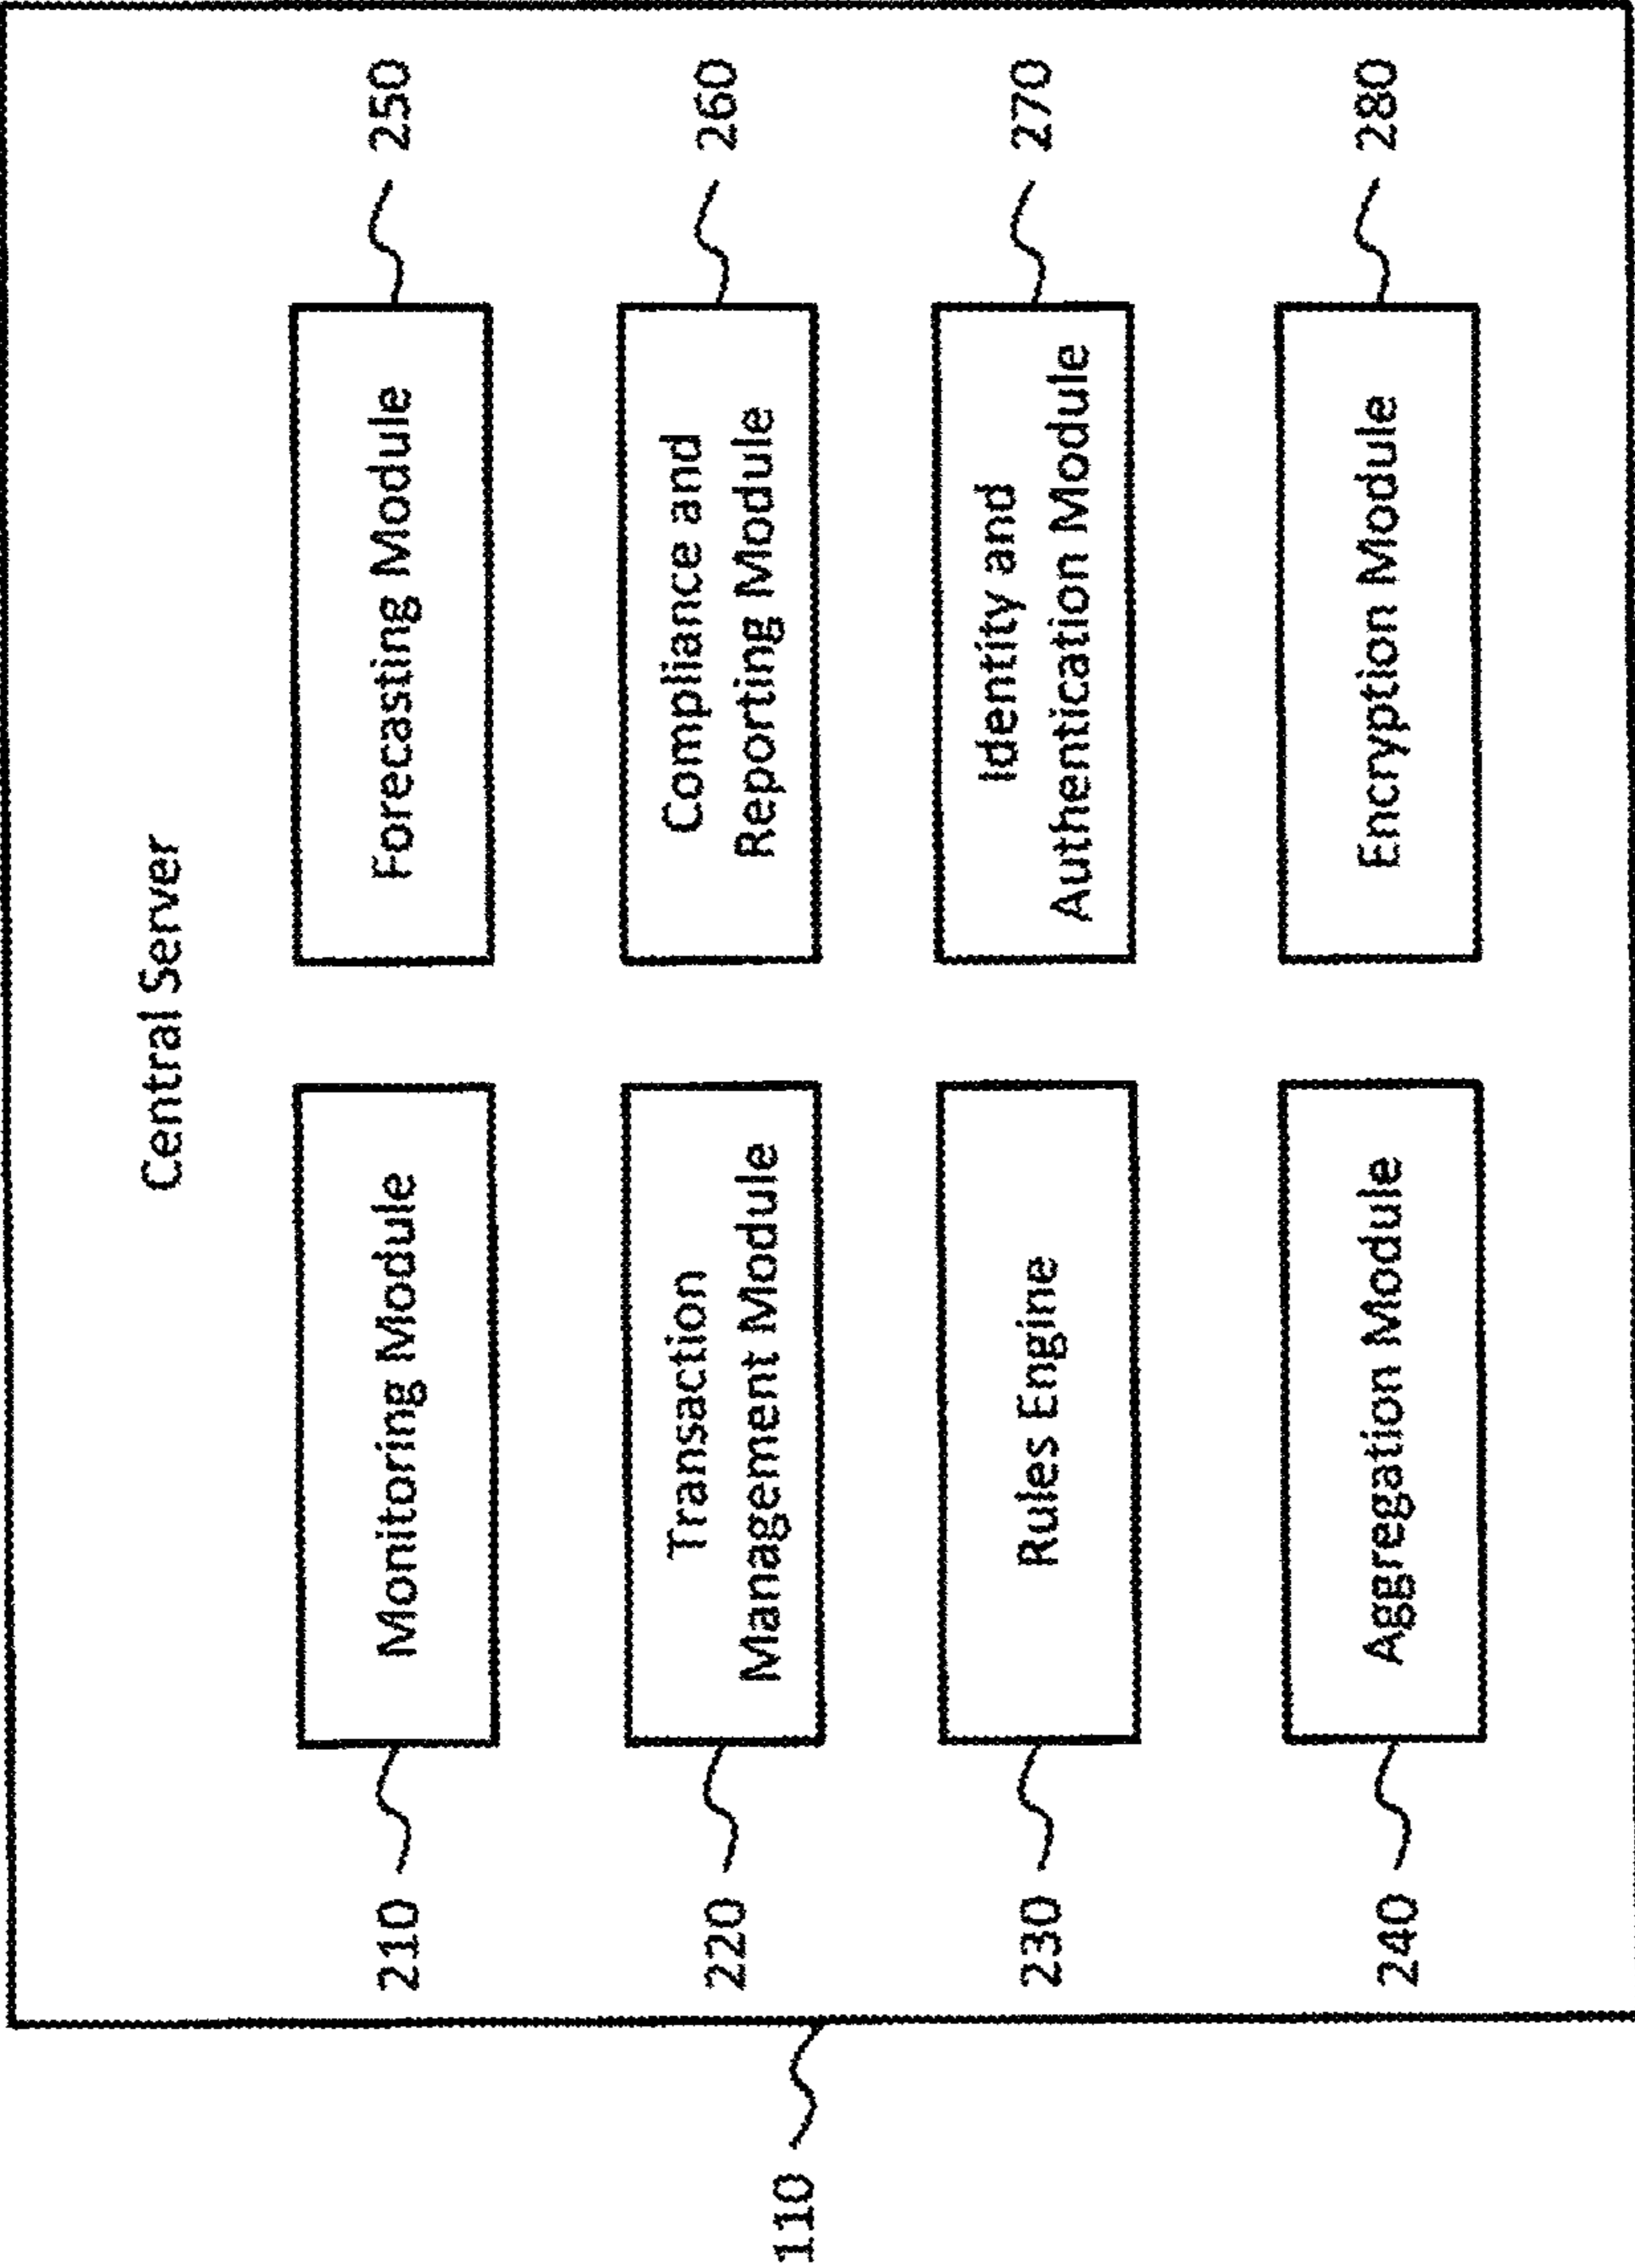 Central Server
110
210
Monitoring Module
Forecasting Module
250
220
Transaction
Management Module
Compliance and
Reporting Module
260
230
Rules Engine
Identity and
Authentication Module
270
240
Aggregation Module
Encryption Module
280